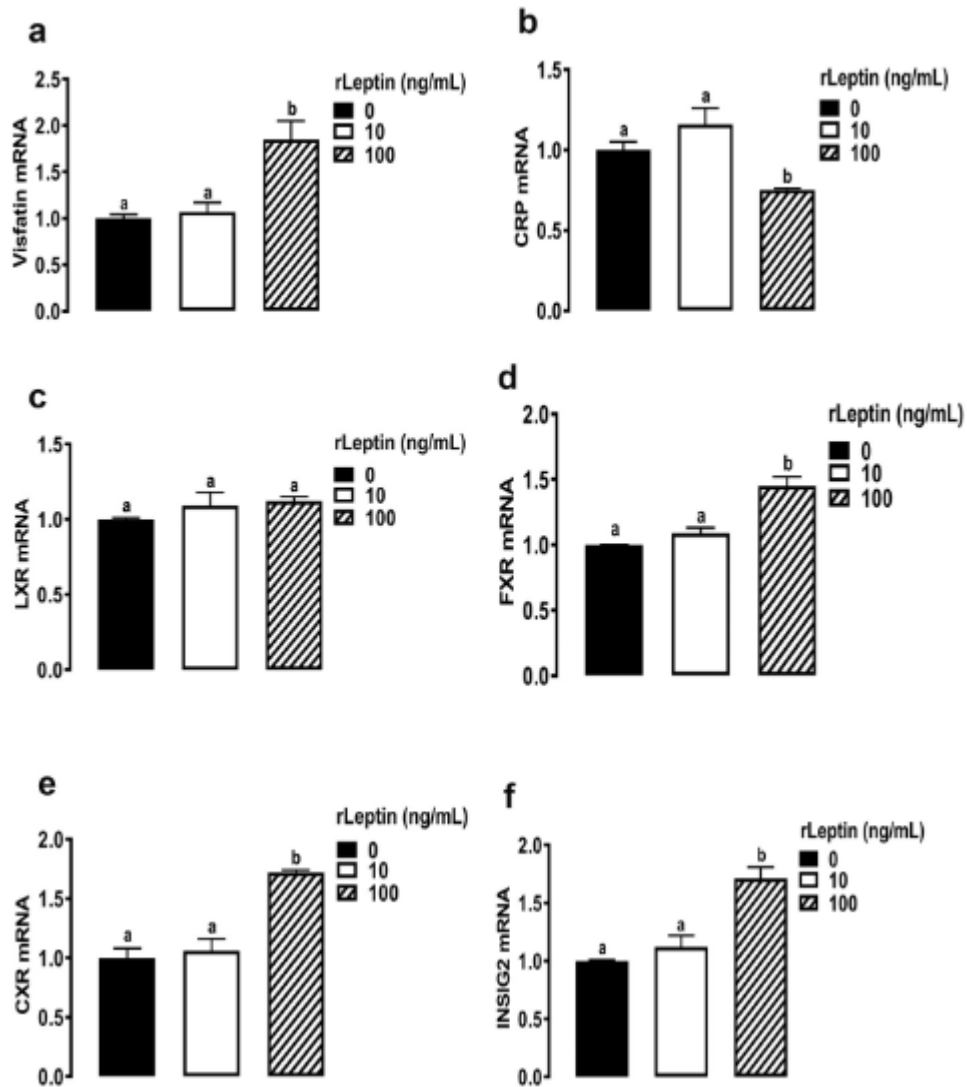 a
rLeptin (ng/mL)
0
10
100
Visfatin mRNA
2.5
2.0
1.5
1.0
0.5
0.0
a
a
b
b
rLeptin (ng/mL)
0
10
100
CRP mRNA
1.5
1.0
0.5
0.0
a
a
b
c
rLeptin (ng/mL)
0
10
100
LXR mRNA
1.5
1.0
0.5
0.0
a
a
a
d
rLeptin (ng/mL)
0
10
100
FXR mRNA
2.0
1.5
1.0
0.5
0.0
a
a
b
e
rLeptin (ng/mL)
0
10
100
CXR mRNA
2.0
1.5
1.0
0.5
0.0
a
a
b
f
rLeptin (ng/mL)
0
10
100
INSIG2 mRNA
2.0
1.5
1.0
0.5
0.0
a
a
b